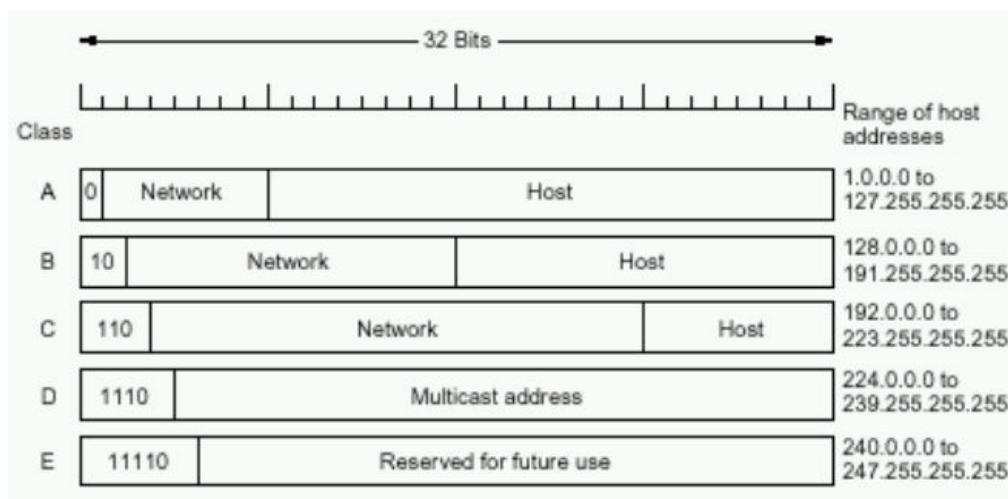 32 Bits
Class
Range of host
addresses
A
0
Network
Host
1.0.0.0 to
127.255.255.255
B
10
Network
Host
128.0.0.0 to
191.255.255.255
C
110
Network
Host
192.0.0.0 to
223.255.255.255
D
1110
Multicast address
224.0.0.0 to
239.255.255.255
E
11110
Reserved for future use
240.0.0.0 to
247.255.255.255